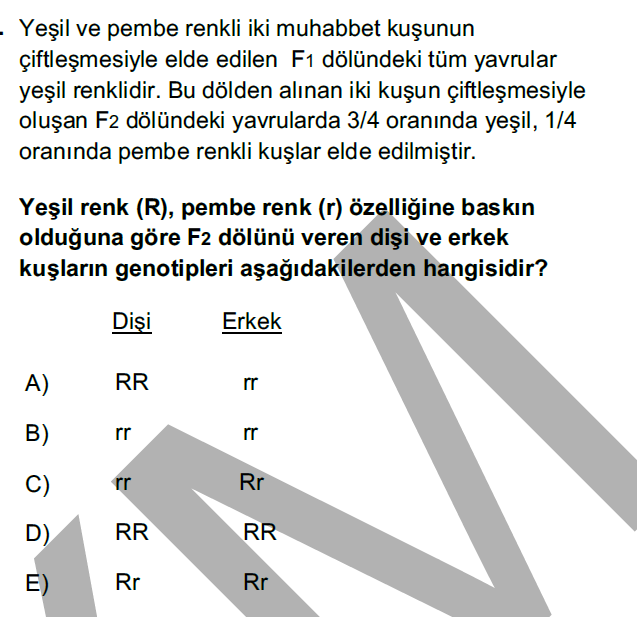 Yeşil ve pembe renkli iki muhabbet kuşunun
çiftleşmesiyle elde edilen F1 dölündeki tüm yavrular
yeşil renklidir. Bu dölden alınan iki kuşun çiftleşmesiyle
oluşan F2 dölündeki yavrularda 3/4 oranında yeşil, 1/4
oranında pembe renkli kuşlar elde edilmiştir.
Yeşil renk (R), pembe renk (r) özelliğine baskın
olduğuna göre F2 dölünü veren dişi ve erkek
kuşların genotipleri aşağıdakilerden hangisidir?
Dişi Erkek
A) RR rr
B) rr rr
C) rr Rr
D) RR RR
E) Rr Rr